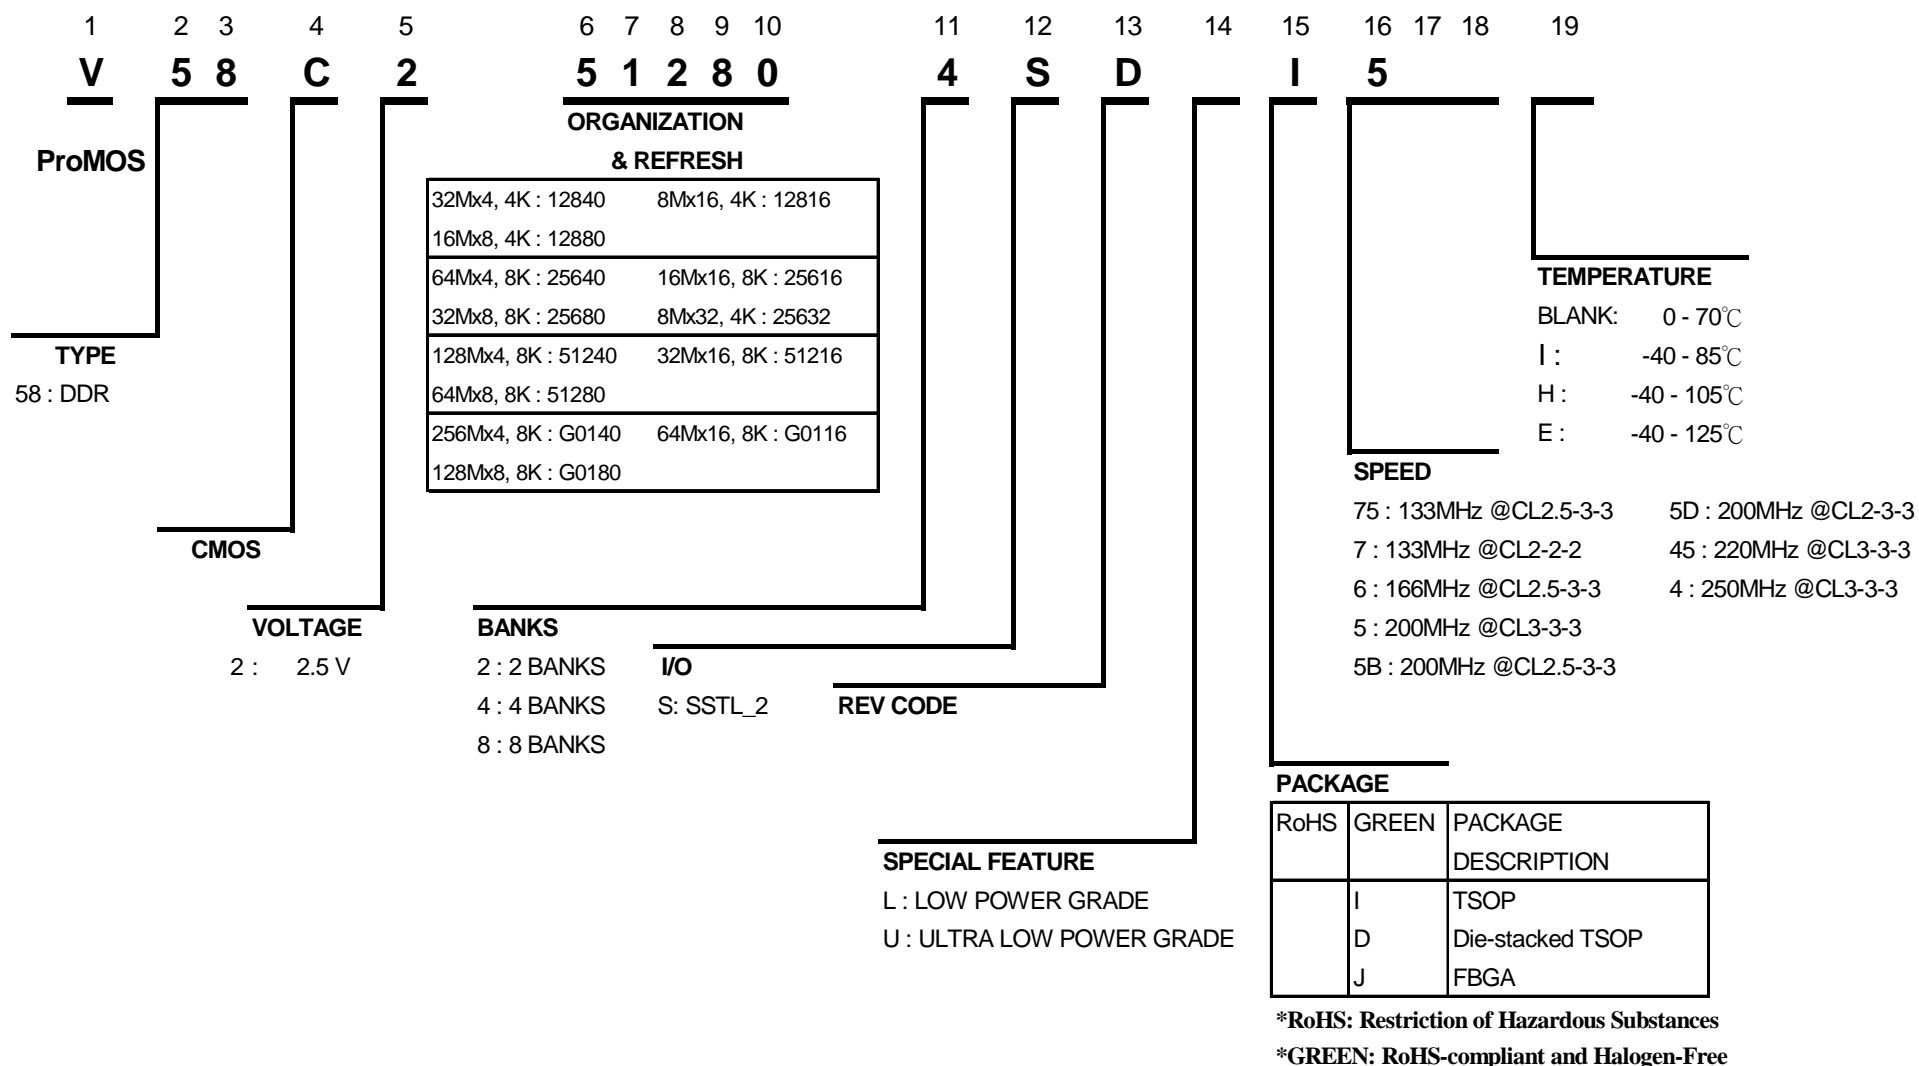 1 2 3 4 5 6 7 8 9 10 11 12 13 14 15 16 17 18 19
V 5 8 C 2 5 1 2 8 0 4 S D I 5
ORGANIZATION
& REFRESH
ProMOS
32Mx4, 4K : 12840 8Mx16, 4K : 12816
16Mx8, 4K : 12880
64Mx4, 8K : 25640 16Mx16, 8K : 25616
32Mx8, 8K : 25680 8Mx32, 4K : 25632
128Mx4, 8K : 51240 32Mx16, 8K : 51216
64Mx8, 8K : 51280
256Mx4, 8K : G0140 64Mx16, 8K : G0116
128Mx8, 8K : G0180
TYPE
58 : DDR
CMOS
VOLTAGE
2 : 2.5 V
BANKS
2 : 2 BANKS
4 : 4 BANKS
8 : 8 BANKS
I/O
S: SSTL_2
REV CODE
SPECIAL FEATURE
L : LOW POWER GRADE
U : ULTRA LOW POWER GRADE
TEMPERATURE
BLANK: 0 - 70℃
I : -40 - 85℃
H : -40 - 105℃
E : -40 - 125℃
SPEED
75 : 133MHz @CL2.5-3-3 5D : 200MHz @CL2-3-3
7 : 133MHz @CL2-2-2 45 : 220MHz @CL3-3-3
6 : 166MHz @CL2.5-3-3 4 : 250MHz @CL3-3-3
5 : 200MHz @CL3-3-3
5B : 200MHz @CL2.5-3-3
PACKAGE
RoHS GREEN PACKAGE
DESCRIPTION
I TSOP
D Die-stacked TSOP
J FBGA
*RoHS: Restriction of Hazardous Substances
*GREEN: RoHS-compliant and Halogen-Free